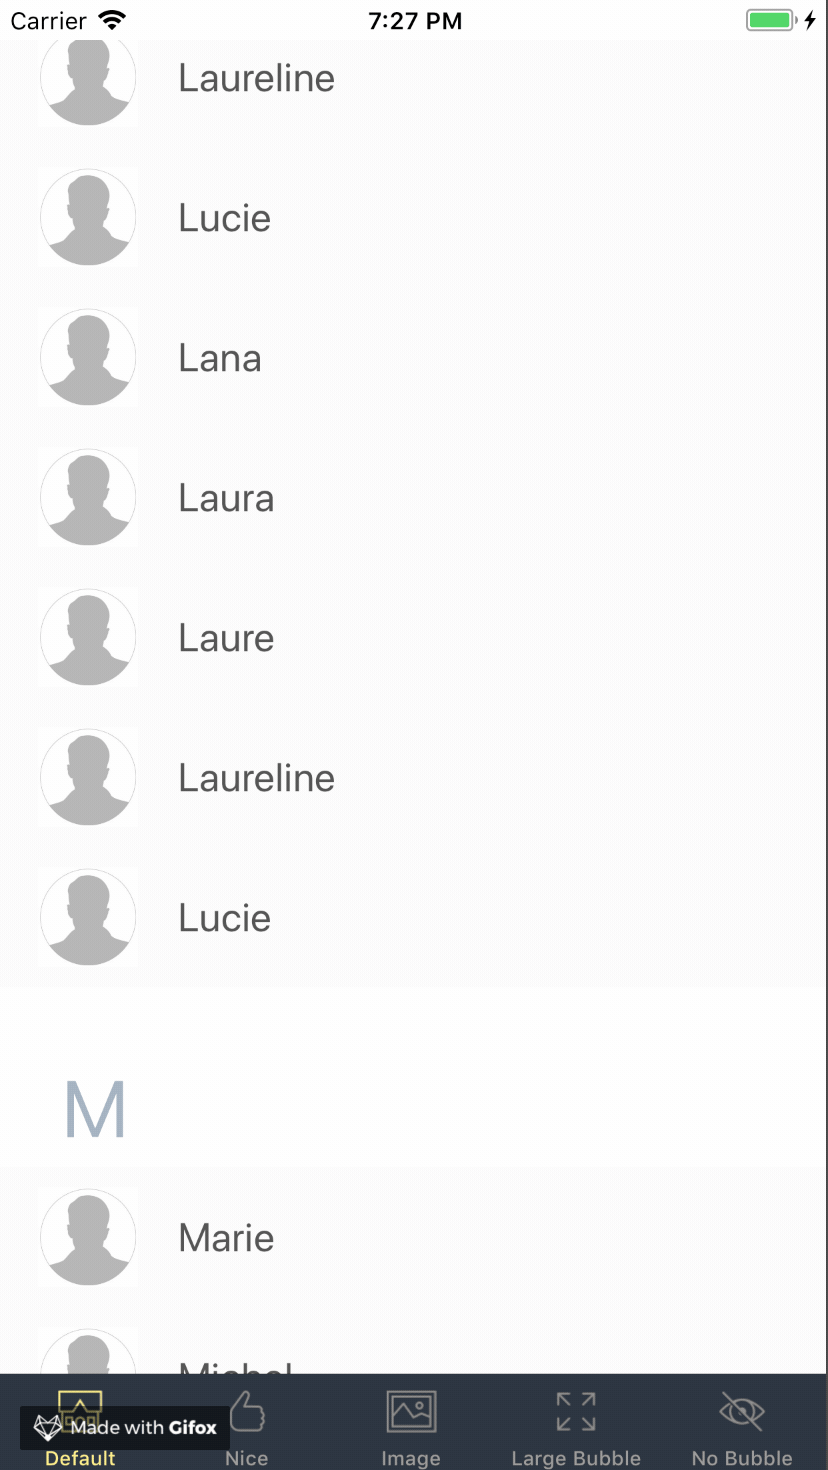 Carrier 7:27 PM
Laureline
Lucie
Lana
Laura
Laure
Laureline
Lucie
M
Marie
Michel
Made with Gifox
Default Nice Image Large Bubble No Bubble